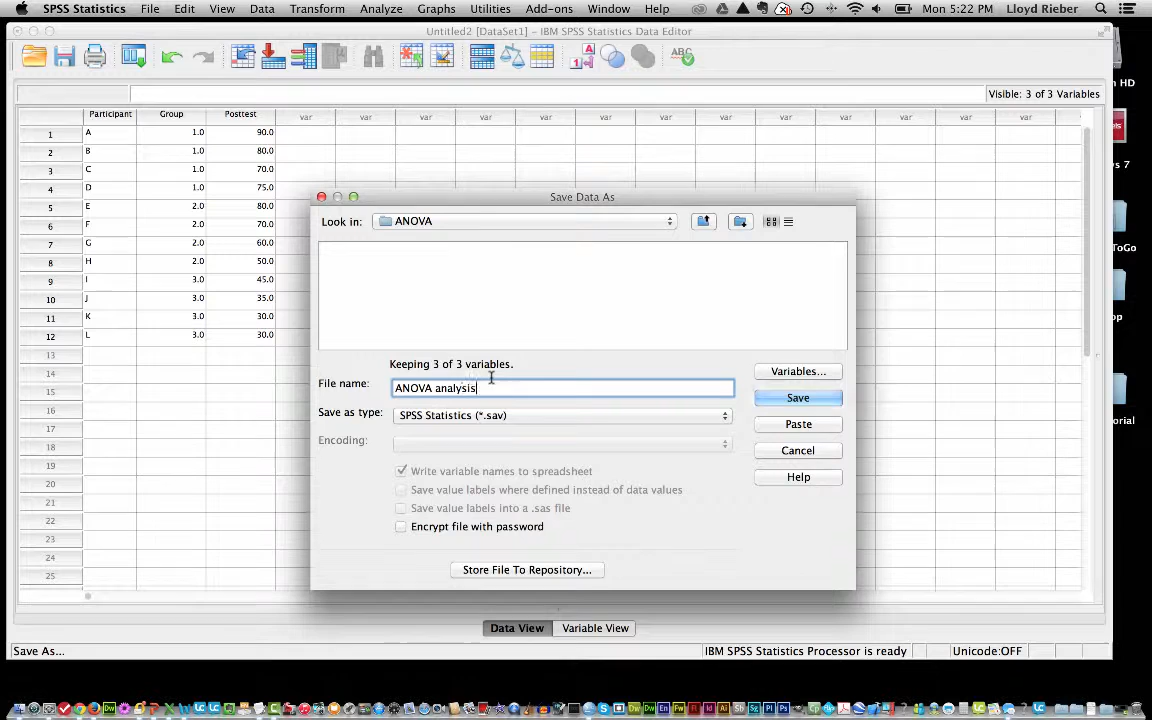 SPSS Statistics File Edit View Data Transform Analyze Graphs Utilities Add-ons Window Help Mon 5:22 PM Lloyd Rieber
Untitled2 [DataSet1] - IBM SPSS Statistics Data Editor
Visible: 3 of 3 Variables
Participant Group Posttest var var var var var var var var var var var var var
1 A 1.0 90.0
2 B 1.0 80.0
3 C 1.0 70.0
4 D 1.0 75.0
5 E 2.0 80.0
6 F 2.0 70.0
7 G 2.0 60.0
8 H 2.0 50.0
9 I 3.0 45.0
10 J 3.0 35.0
11 K 3.0 30.0
12 L 3.0 30.0
13
14
15
16
17
18
19
20
21
22
23
24
25
Save Data As
Look in: ANOVA
Keeping 3 of 3 variables.
File name: ANOVA analysis
Save as type: SPSS Statistics (*.sav)
Encoding:
Write variable names to spreadsheet
Save value labels where defined instead of data values
Save value labels into a .sas file
Encrypt file with password
Variables...
Save
Paste
Cancel
Help
Store File To Repository...
Data View Variable View
Save As... IBM SPSS Statistics Processor is ready Unicode:OFF
HD
ToGo